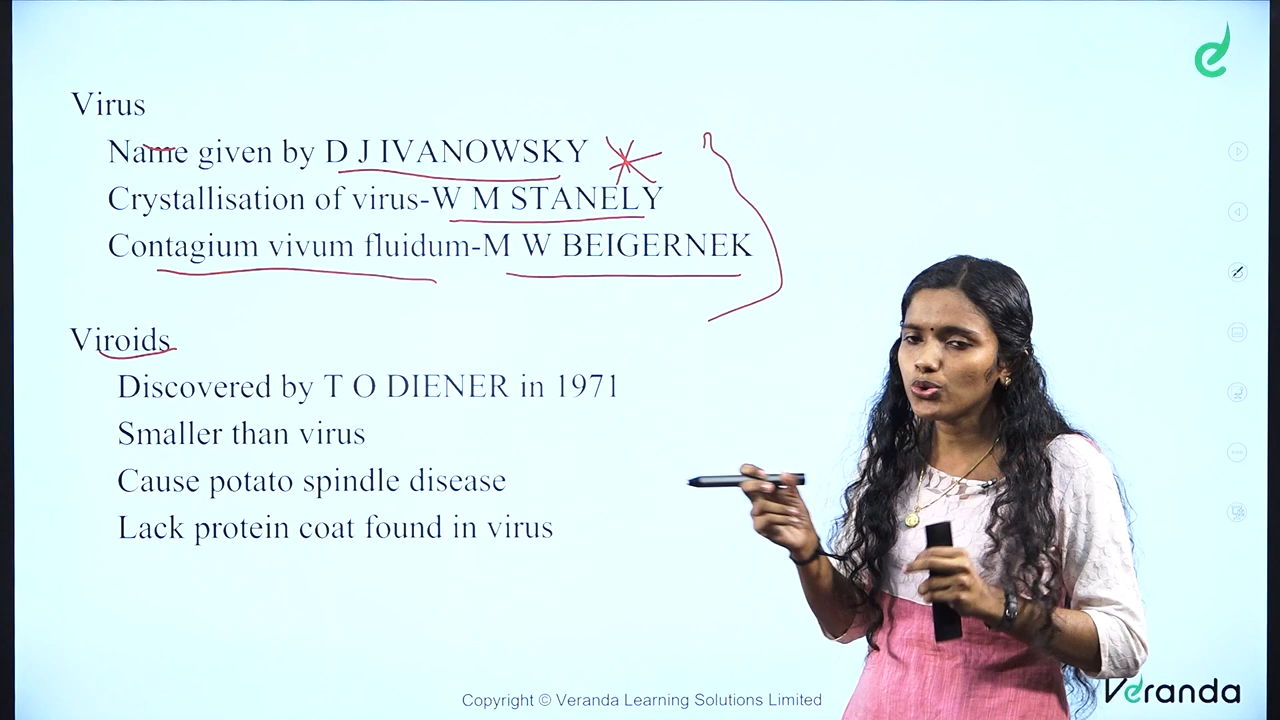 Virus
Name given by D J IVANOWSKY
Crystallisation of virus-W M STANELY
Contagium vivum fluidum-M W BEIGERNEK
Viroids
Discovered by T O DIENER in 1971
Smaller than virus
Cause potato spindle disease
Lack protein coat found in virus
Copyright © Veranda Learning Solutions Limited
Veranda